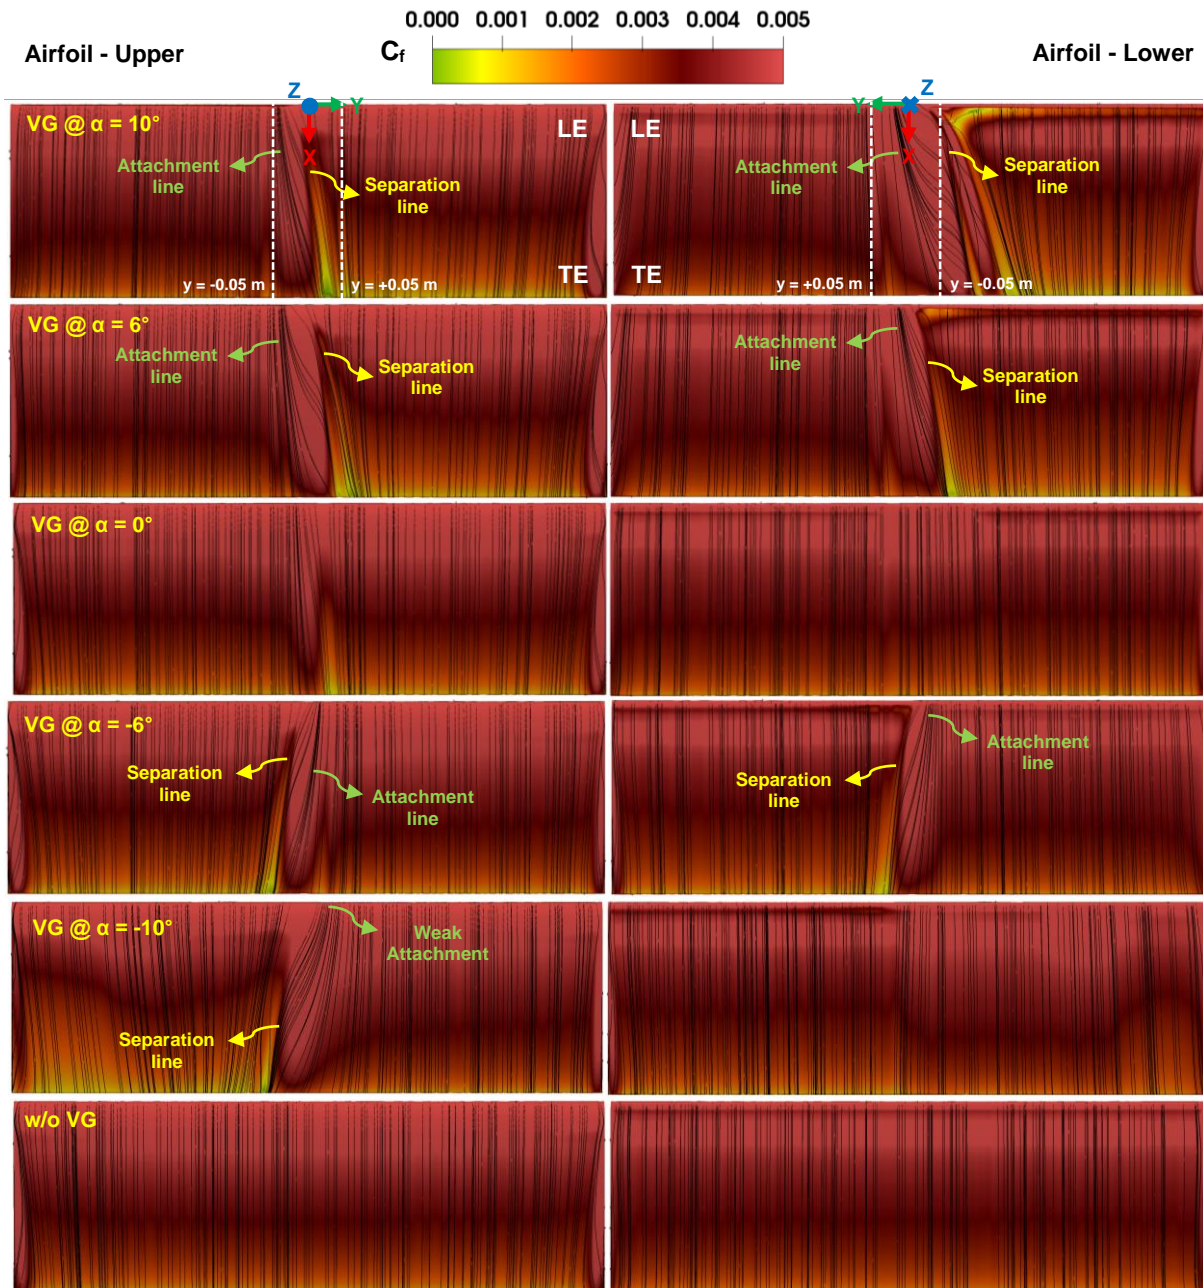 0.000 0.001 0.002 0.003 0.004 0.005
Airfoil - Upper
Cf
Airfoil - Lower
Z
Y
X
VG @ α = 10°
LE
Attachment
line
Separation
line
TE
y = -0.05 m
y = +0.05 m
Z
Y
X
LE
Attachment
line
Separation
line
TE
y = +0.05 m
y = -0.05 m
VG @ α = 6°
Attachment
line
Separation
line
Attachment
line
Separation
line
VG @ α = 0°
VG @ α = -6°
Separation
line
Attachment
line
Separation
line
Attachment
line
VG @ α = -10°
Weak
Attachment
Separation
line
w/o VG